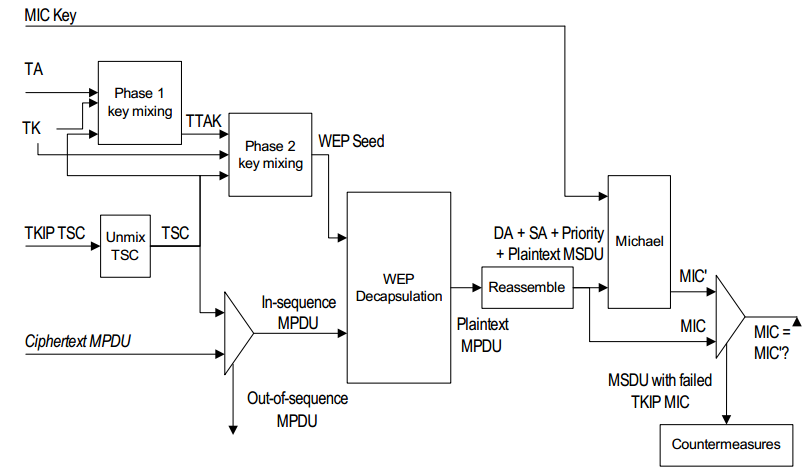 MIC Key
TA
Phase 1
key mixing
TK
TTAK
Phase 2
key mixing
WEP Seed
TKIP TSC
Unmix
TSC
TSC
DA + SA + Priority
+ Plaintext MSDU
Michael
WEP
Decapsulation
Reassemble
MIC'
In-sequence
MPDU
Plaintext
MPDU
MIC
MIC =
MIC'?
Ciphertext MPDU
Out-of-sequence
MPDU
MSDU with failed
TKIP MIC
Countermeasures